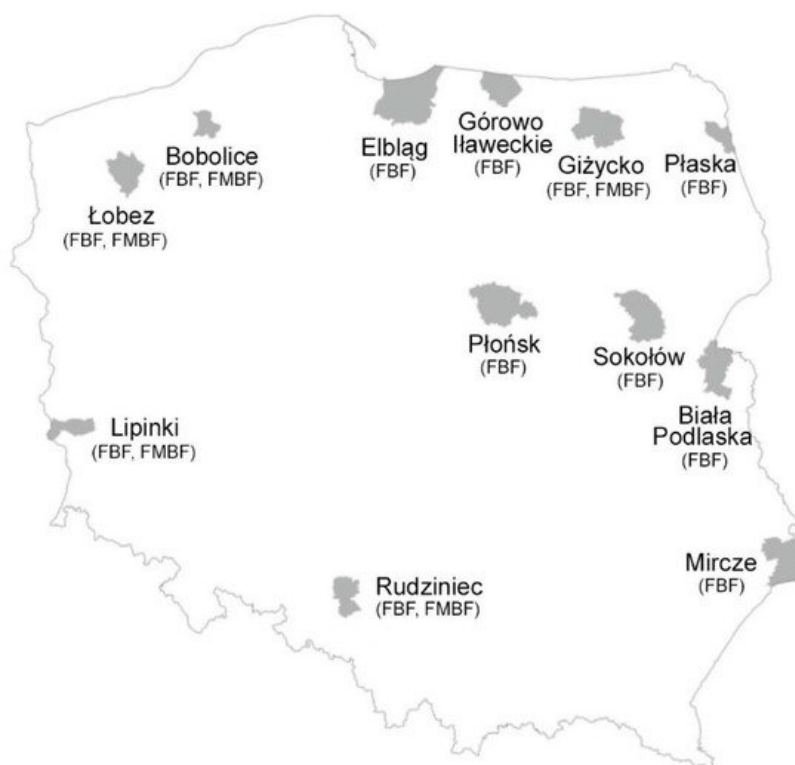 Bobolice
(FBF, FMBF)
Łobez
(FBF, FMBF)
Elbląg
(FBF)
Górowo
Iławeckie
(FBF)
Giżycko
(FBF, FMBF)
Płaska
(FBF)
Płońsk
(FBF)
Sokołów
(FBF)
Biała
Podlaska
(FBF)
Lipinki
(FBF, FMBF)
Mircze
(FBF)
Rudziniec
(FBF, FMBF)